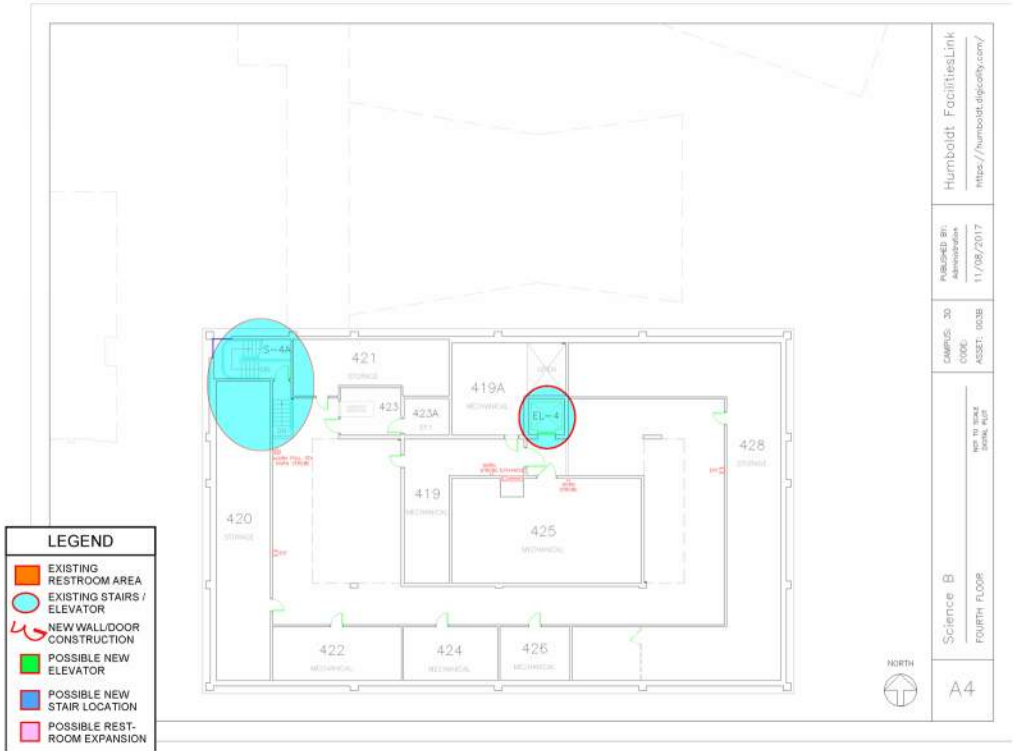 S-4A
421
STORAGE
419A
MECHANICAL
EL-4
423
423A
428
STORAGE
419
MECHANICAL
420
STORAGE
425
MECHANICAL
422
MECHANICAL
424
MECHANICAL
426
MECHANICAL
LEGEND
EXISTING
RESTROOM AREA
EXISTING STAIRS /
ELEVATOR
NEW WALL/DOOR
CONSTRUCTION
POSSIBLE NEW
ELEVATOR
POSSIBLE NEW
STAIR LOCATION
POSSIBLE REST-
ROOM EXPANSION
NORTH
Humboldt FacilitiesLink
https://humboldt.digicality.com/
PUBLISHED BY:
Administration
11/08/2017
CAMPUS: 30
CODE:
ASSET: 003B
NOT TO SCALE
DIGITAL PLOT
Science B
FOURTH FLOOR
A4